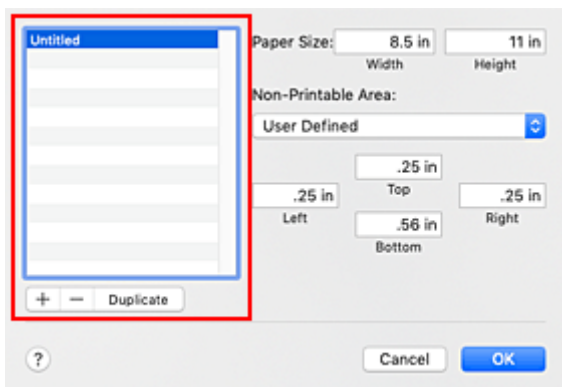 Untitled
Paper Size: 8.5 in 11 in
Width Height
Non-Printable Area:
User Defined
.25 in
Top
.25 in .25 in
Left Right
.56 in
Bottom
+ − Duplicate
? Cancel OK